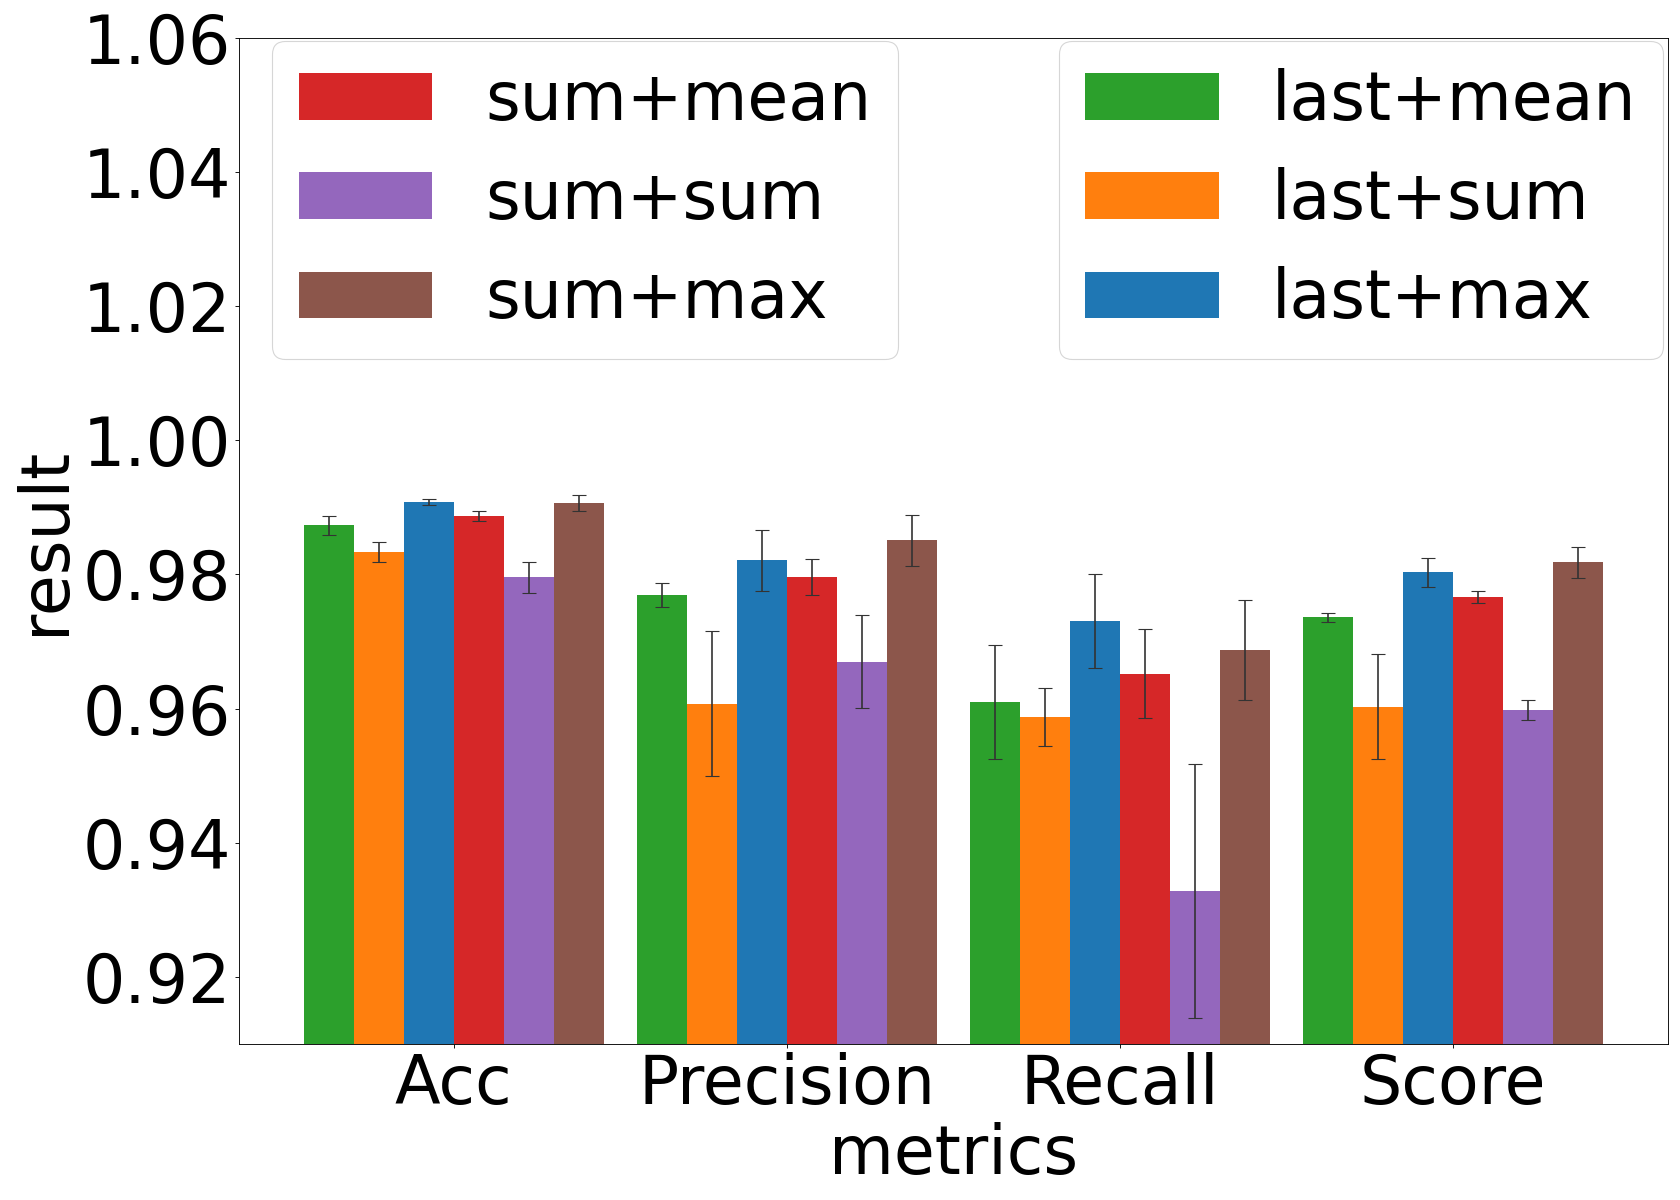 1.06
1.04
1.02
1.00
0.98
0.96
0.94
0.92
result
sum+mean
sum+sum
sum+max
last+mean
last+sum
last+max
Acc
Precision
Recall
Score
metrics